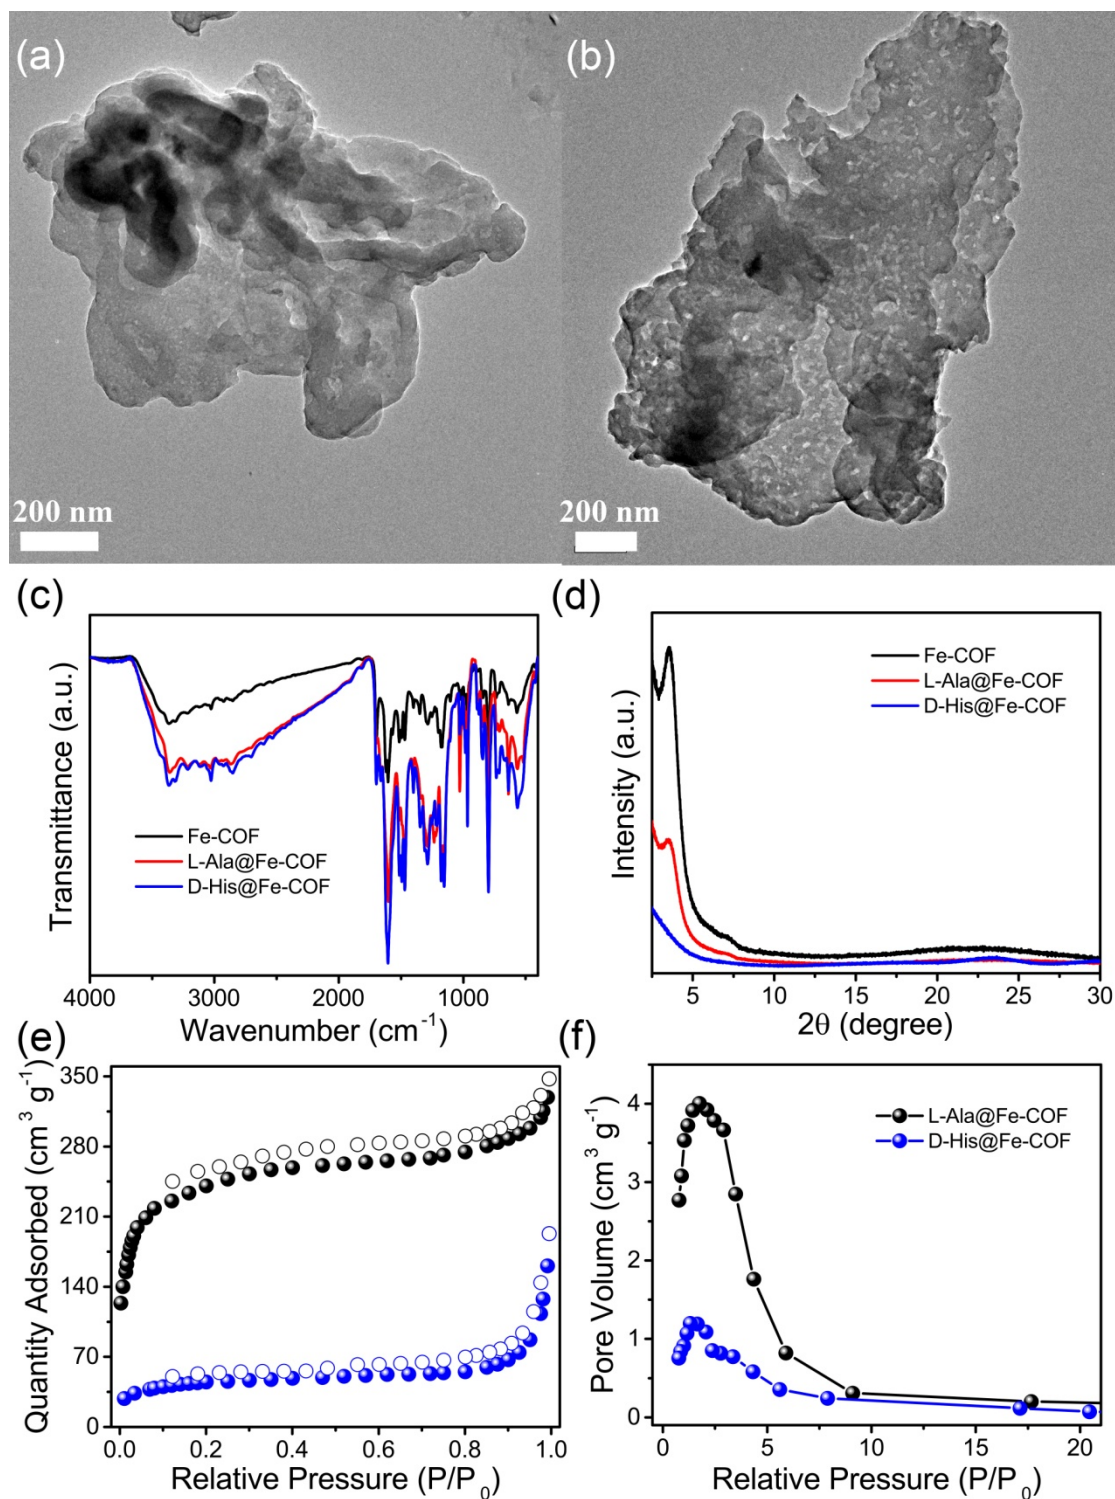 (a)
(b)
200 nm
200 nm
(c)
Transmittance (a.u.)
Fe-COF
L-Ala@Fe-COF
D-His@Fe-COF
4000 3000 2000 1000
Wavenumber (cm⁻¹)
(d)
Intensity (a.u.)
Fe-COF
L-Ala@Fe-COF
D-His@Fe-COF
5 10 15 20 25 30
2θ (degree)
(e)
Quantity Adsorbed (cm³ g⁻¹)
350
280
210
140
70
0
0.0 0.2 0.4 0.6 0.8 1.0
Relative Pressure (P/P₀)
(f)
Pore Volume (cm³ g⁻¹)
L-Ala@Fe-COF
D-His@Fe-COF
4
3
2
1
0
0 5 10 15 20
Relative Pressure (P/P₀)